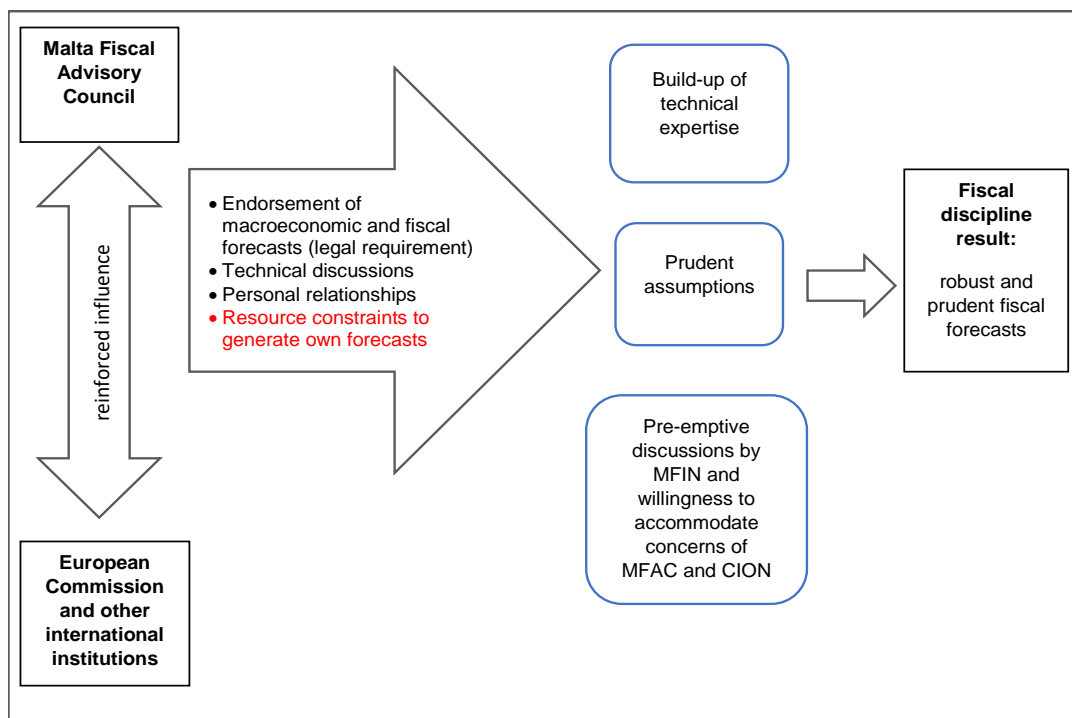 Malta Fiscal
Advisory
Council
reinforced influence
European
Commission
and other
international
institutions
• Endorsement of
macroeconomic and fiscal
forecasts (legal requirement)
• Technical discussions
• Personal relationships
• Resource constraints to
generate own forecasts
Build-up of
technical
expertise
Prudent
assumptions
Pre-emptive
discussions by
MFIN and
willingness to
accommodate
concerns of
MFAC and CION
Fiscal
discipline
result:
robust and
prudent fiscal
forecasts